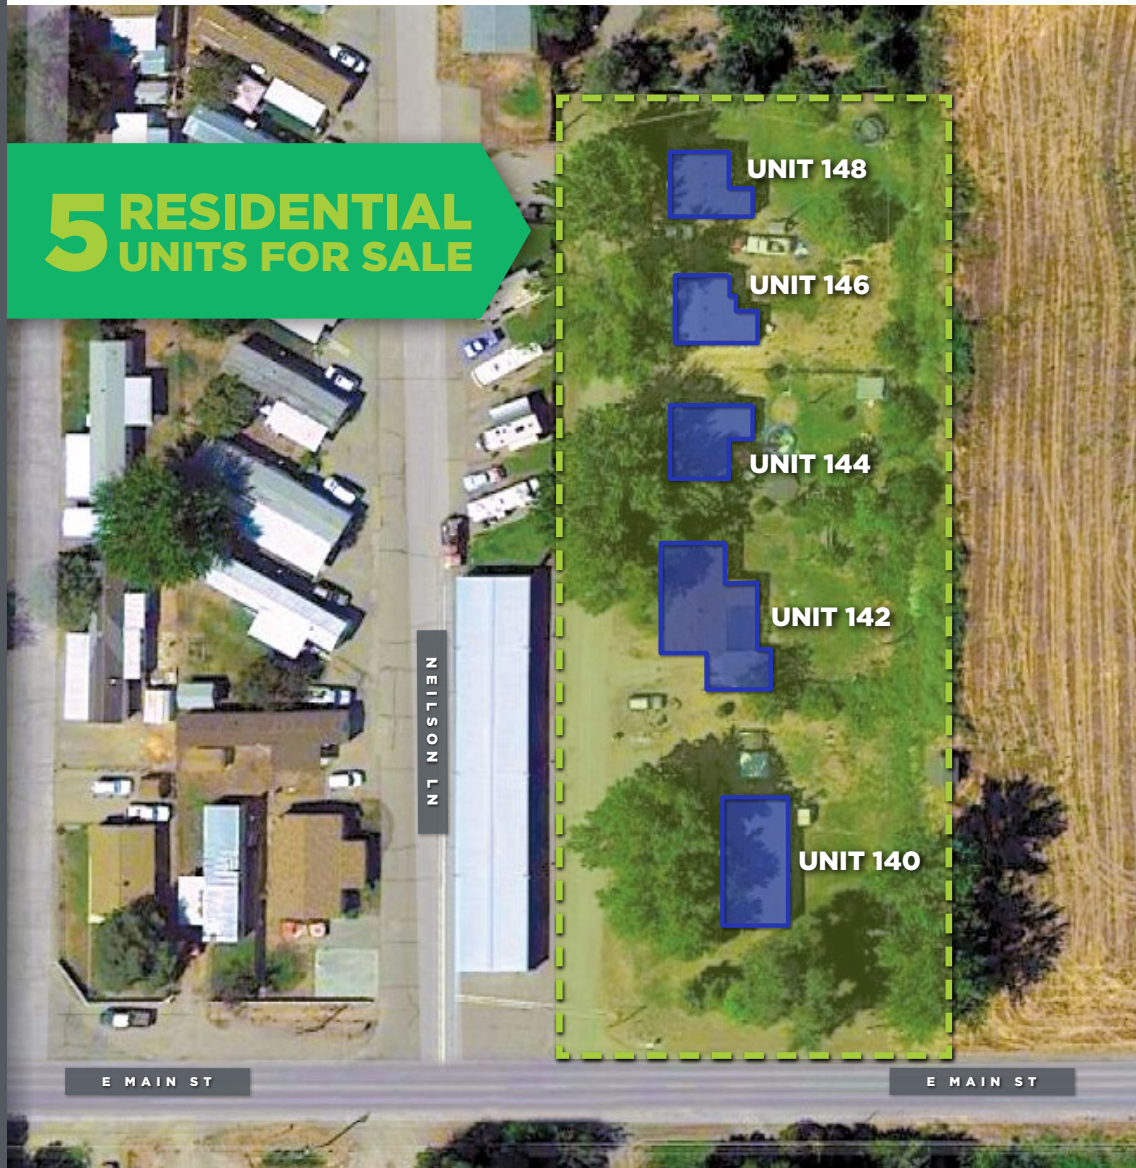 5 RESIDENTIAL
UNITS FOR SALE
UNIT 148
UNIT 146
UNIT 144
UNIT 142
UNIT 140
NEILSON LN
E MAIN ST
E MAIN ST